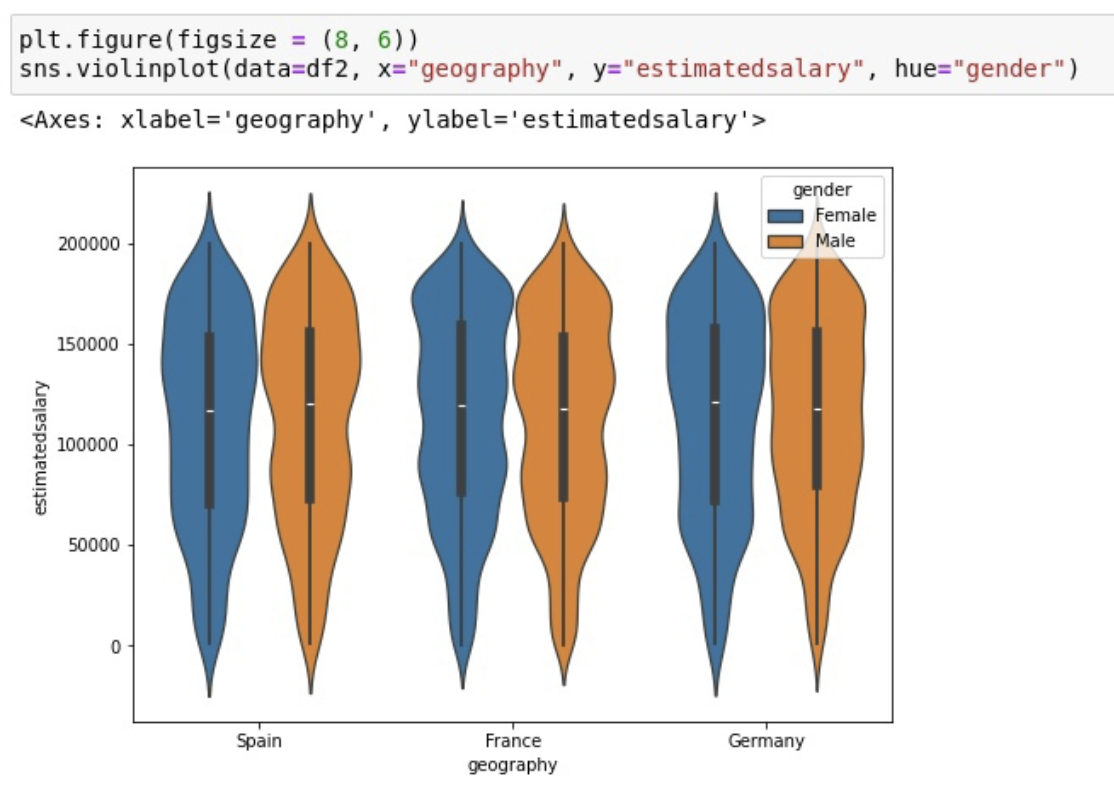 plt.figure(figsize = (8, 6))
sns.violinplot(data=df2, x="geography", y="estimatedsalary", hue="gender")
<Axes: xlabel='geography', ylabel='estimatedsalary'>
gender
Female
Male
200000
150000
100000
50000
0
estimatedsalary
Spain France Germany
geography